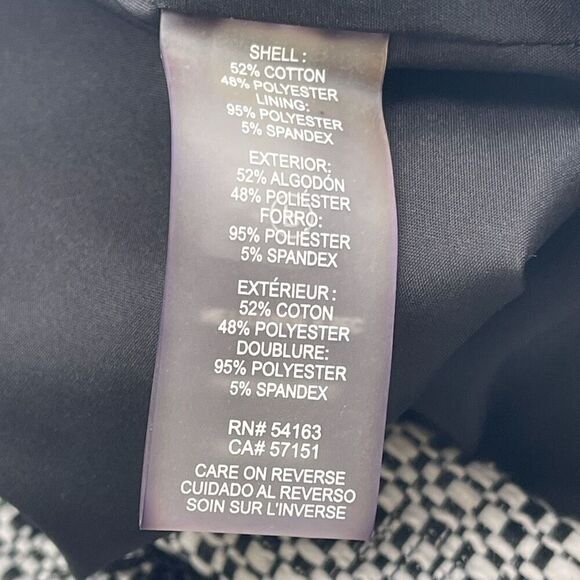 SHELL :
52% COTTON
48% POLYESTER
LINING:
95% POLYESTER
5% SPANDEX
EXTERIOR:
52% ALGODÓN
48% POLIÉSTER
FORRO:
95% POLIÉSTER
5% SPANDEX
EXTÉRIEUR :
52% COTON
48% POLYESTER
DOUBLURE:
95% POLYESTER
5% SPANDEX
RN# 54163
CA# 57151
CARE ON REVERSE
CUIDADO AL REVERSO
SOIN SUR L'INVERSE